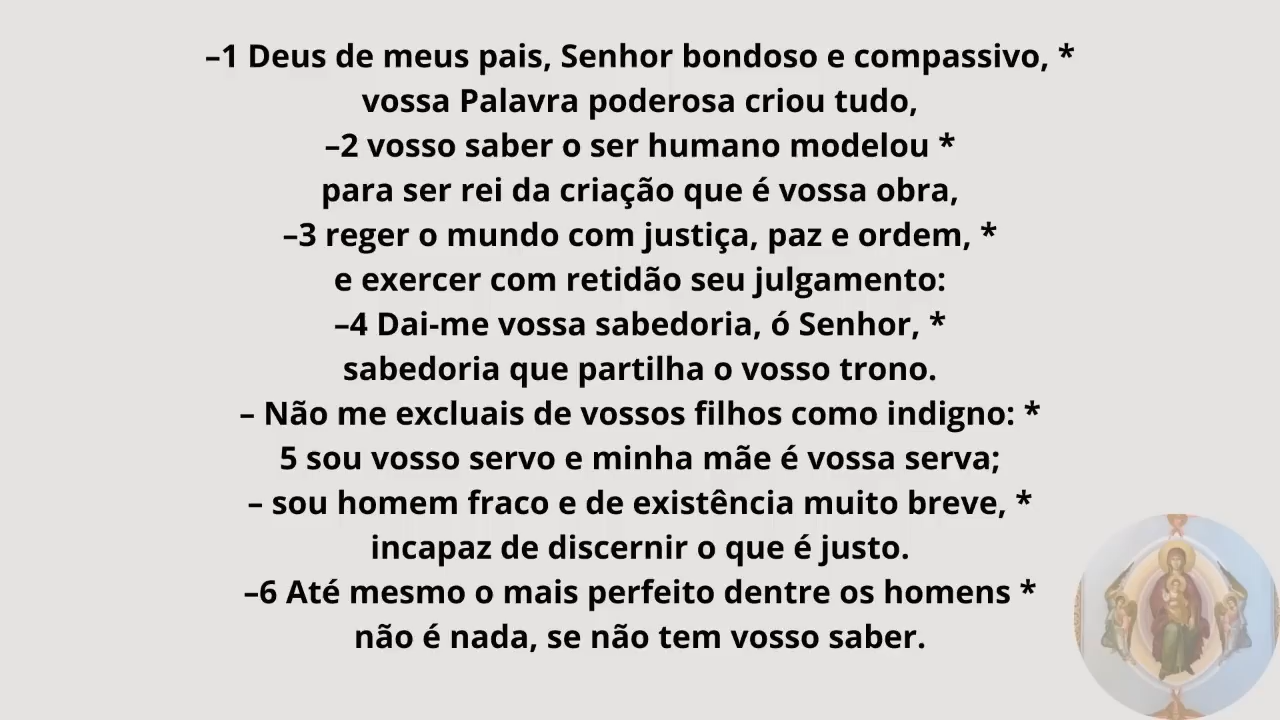 –1 Deus de meus pais, Senhor bondoso e compassivo, *
vossa Palavra poderosa criou tudo,
–2 vosso saber o ser humano modelou *
para ser rei da criação que é vossa obra,
–3 reger o mundo com justiça, paz e ordem, *
e exercer com retidão seu julgamento:
–4 Dai-me vossa sabedoria, ó Senhor, *
sabedoria que partilha o vosso trono.
– Não me excluais de vossos filhos como indigno: *
5 sou vosso servo e minha mãe é vossa serva;
– sou homem fraco e de existência muito breve, *
incapaz de discernir o que é justo.
–6 Até mesmo o mais perfeito dentre os homens *
não é nada, se não tem vosso saber.